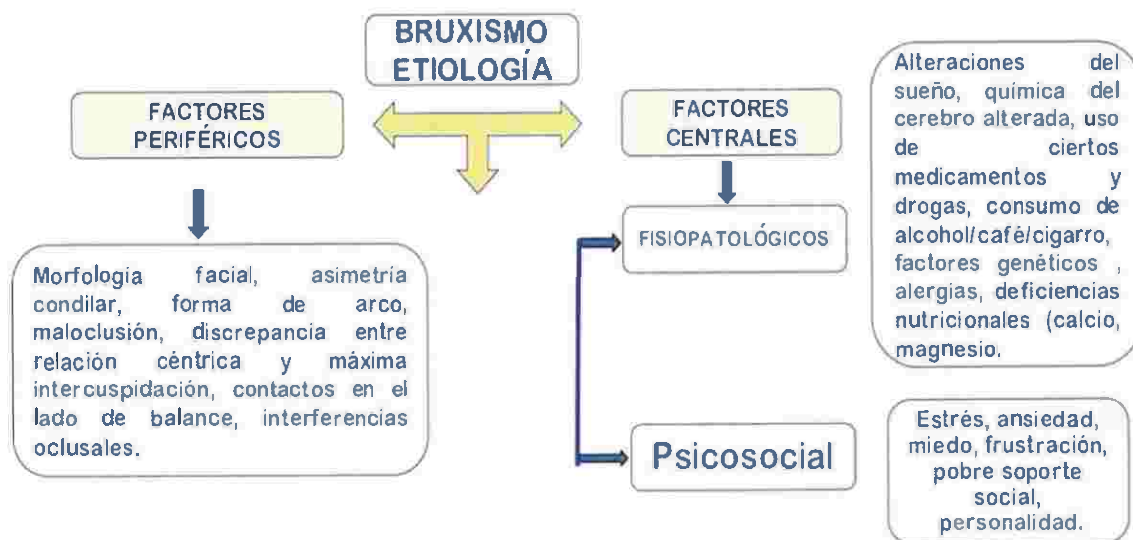 BRUXISMO
ETIOLOGÍA
FACTORES
PERIFÉRICOS
Morfología facial, asimetría
condilar, forma de arco,
maloclusión, discrepancia entre
relación céntrica y máxima
intercuspidación, contactos en el
lado de balance, interferencias
oclusales.
FACTORES
CENTRALES
FISIOPATOLÓGICOS
Alteraciones del
sueño, química del
cerebro alterada, uso
de ciertos
medicamentos y
drogas, consumo de
alcohol/café/cigarro,
factores genéticos ,
alergias, deficiencias
nutricionales (calcio,
magnesio.
Psicosocial
Estrés, ansiedad,
miedo, frustración,
pobre soporte
social,
personalidad.